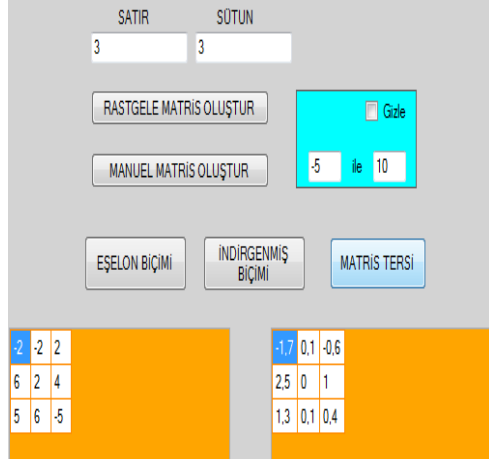 SATIR SÜTUN
3 3
RASTGELE MATRİS OLUŞTUR
Gizle
MANUEL MATRİS OLUŞTUR
-5 ile 10
EŞELON BİÇİMİ
İNDİRGENMİŞ
BİÇİMİ
MATRİS TERSİ
-2 -2 2
6 2 4
5 6 -5
-1,7 0,1 -0,6
2,5 0 1
1,3 0,1 0,4